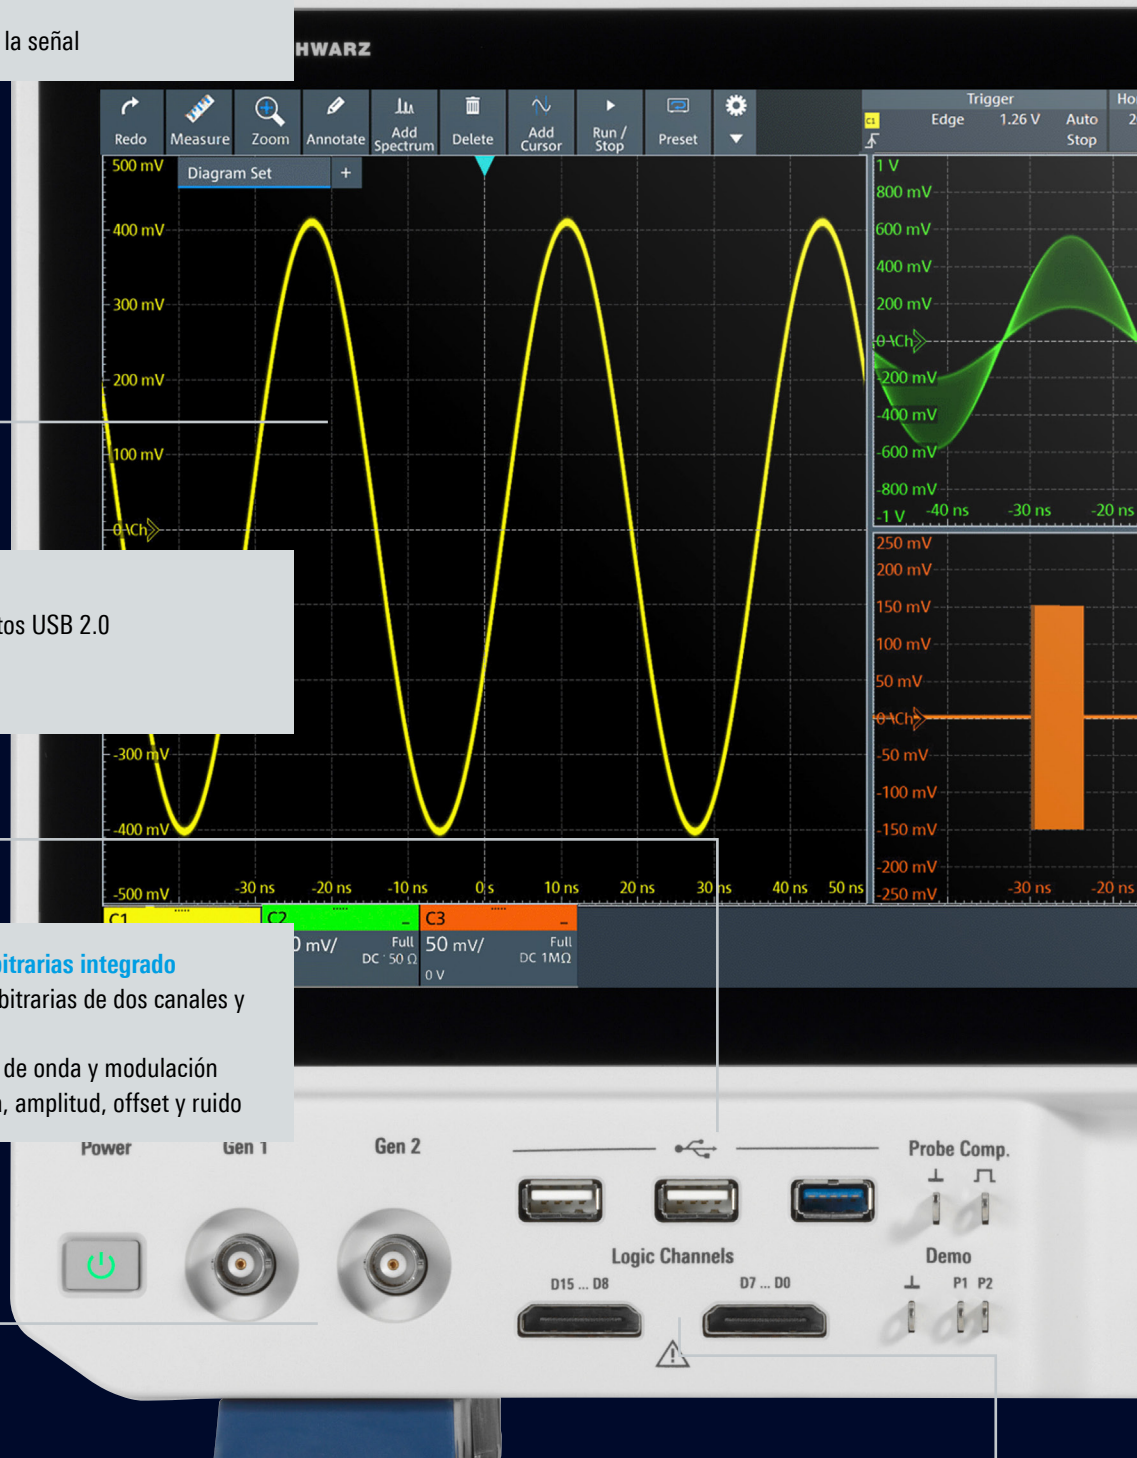 la señal
HWARZ
Redo
Measure
Zoom
Annotate
Add Spectrum
Delete
Add Cursor
Run / Stop
Preset
Trigger
C1
Edge
1.26 V
Auto
Stop
Diagram Set
+
500 mV
400 mV
300 mV
200 mV
100 mV
-300 mV
-400 mV
-500 mV
-30 ns
-20 ns
-10 ns
0 s
10 ns
20 ns
30 ns
40 ns
50 ns
1 V
800 mV
600 mV
400 mV
200 mV
-200 mV
-400 mV
-600 mV
-800 mV
-1 V
-40 ns
-30 ns
-20 ns
250 mV
200 mV
150 mV
100 mV
50 mV
-50 mV
-100 mV
-150 mV
-200 mV
-250 mV
-30 ns
-20 ns
tos USB 2.0
C1
C2
mV/
Full
DC 50 Ω
C3
50 mV/
Full
DC 1MΩ
0 V
bitrarias integrado
bitrarias de dos canales y
de onda y modulación
, amplitud, offset y ruido
Power
Gen 1
Gen 2
Probe Comp.
Logic Channels
Demo
D15 ... D8
D7 ... D0
P1 P2